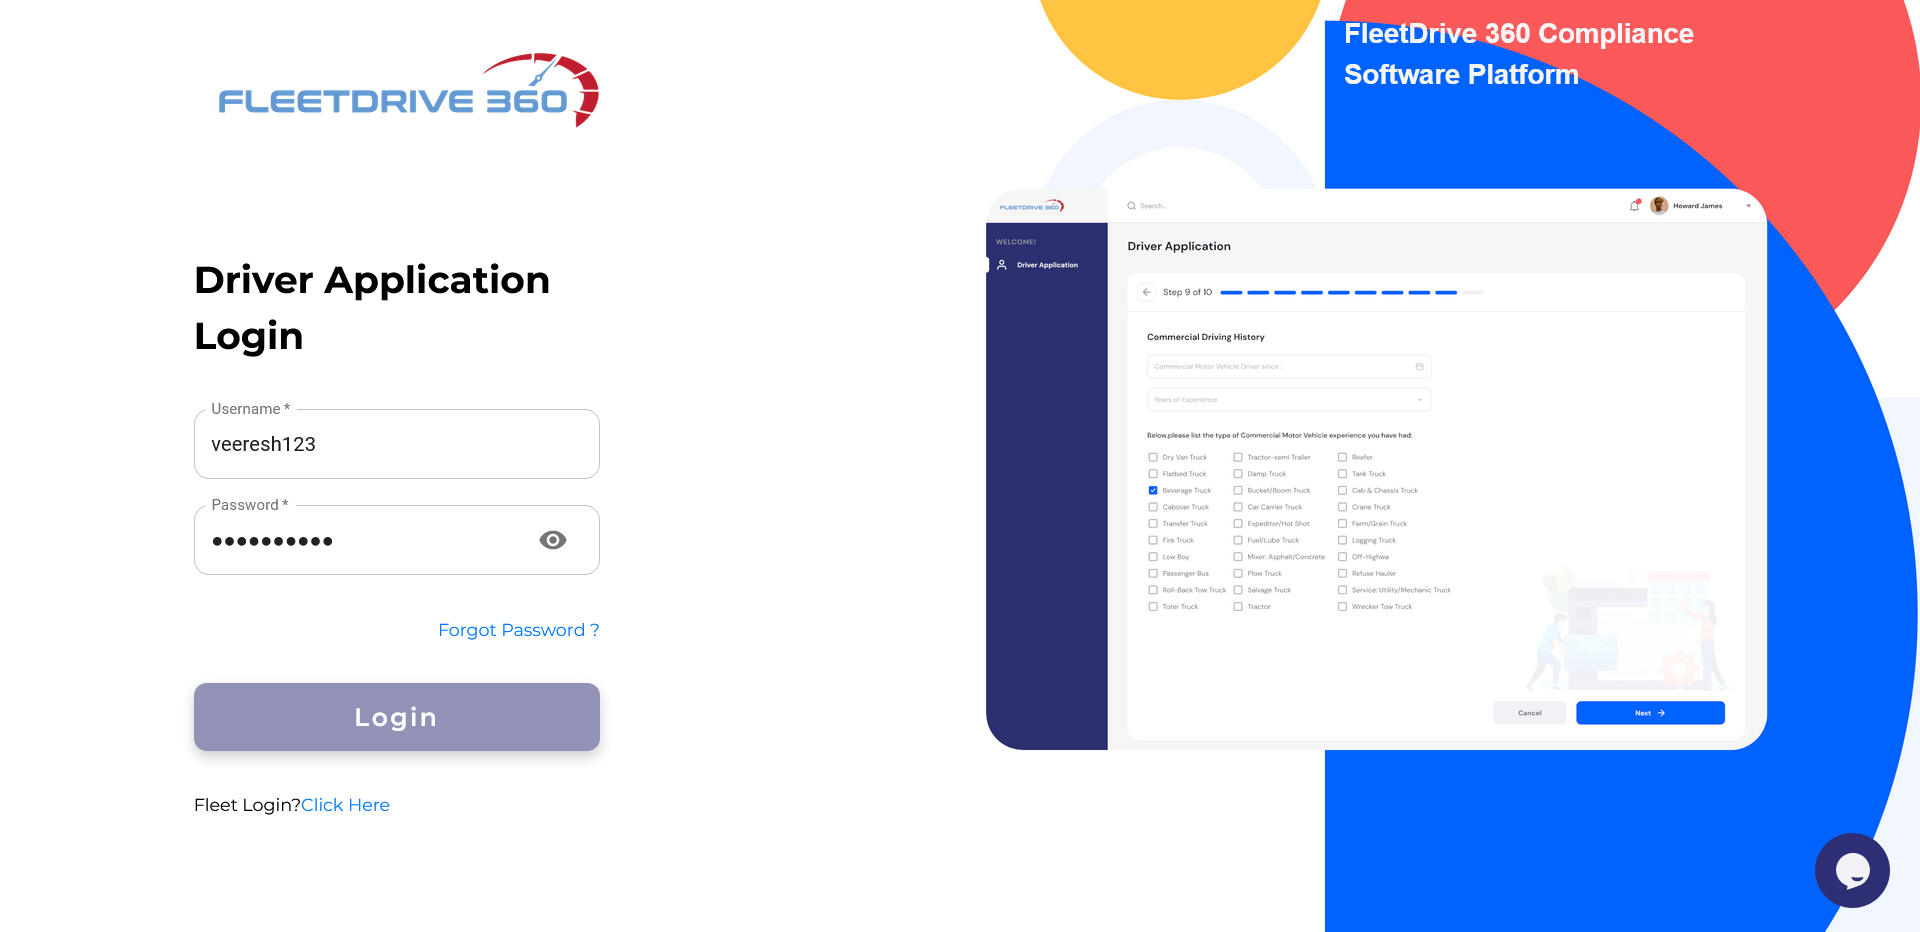 FLEETDRIVE 360
Driver Application
Login
Username *
veeresh123
Password *
••••••••••
Forgot Password ?
Login
Fleet Login?Click Here
FleetDrive 360 Compliance
Software Platform
FLEETDRIVE 360
Search..
Howard James
WELCOME!
Driver Application
Driver Application
Step 9 of 10
Commercial Driving History
Commercial Motor Vehicle Driver since :
Years of Experience
Below,please list the type of Commercial Motor Vehicle experience you have had:
Dry Van Truck Tractor-semi Trailer Reefer
Flatbed Truck Damp Truck Tank Truck
Beverage Truck Bucket/Boom Truck Cab & Chassis Truck
Cabover Truck Car Carrier Truck Crane Truck
Transfer Truck Expeditor/Hot Shot Farm/Grain Truck
Fire Truck Fuel/Lube Truck Logging Truck
Low Boy Mixer: Asphalt/Concrete Off-Highwa
Passenger Bus Plow Truck Refuse Hauler
Roll-Back Tow Truck Salvage Truck Service: Utility/Mechanic Truck
Toter Truck Tractor Wrecker Tow Truck
Cancel Next